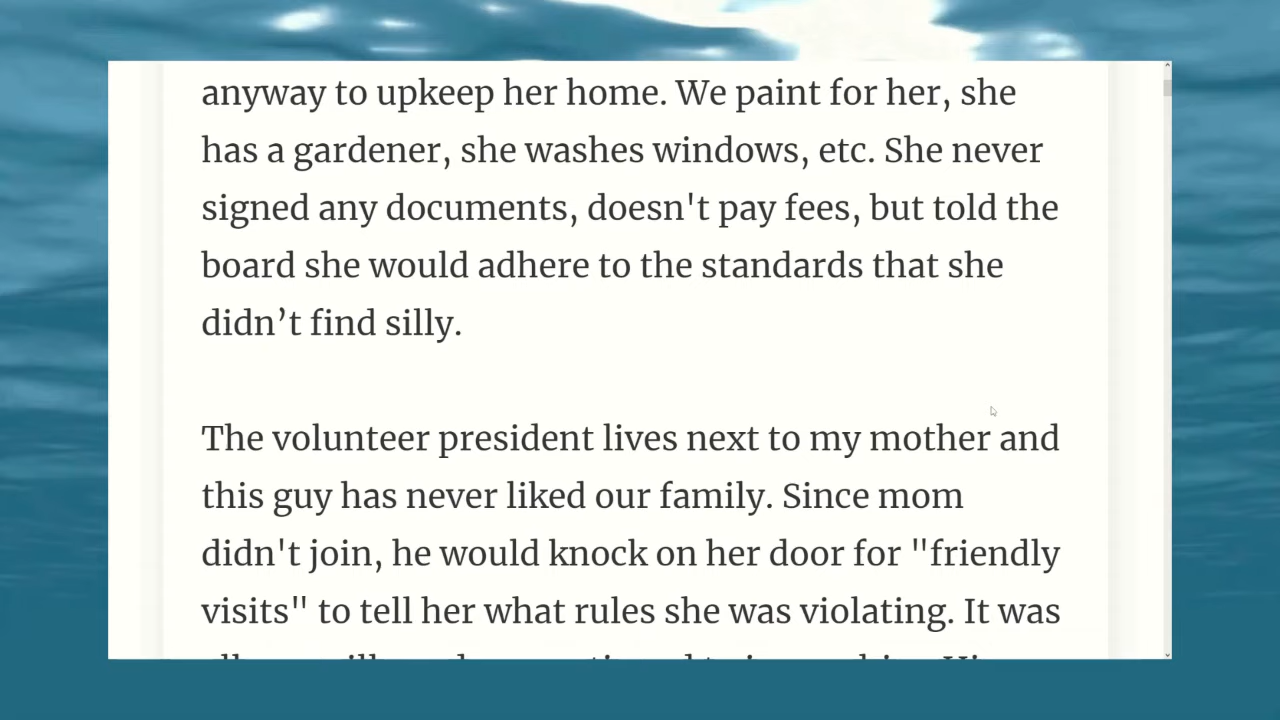 anyway to upkeep her home. We paint for her, she
has a gardener, she washes windows, etc. She never
signed any documents, doesn't pay fees, but told the
board she would adhere to the standards that she
didn’t find silly.
The volunteer president lives next to my mother and
this guy has never liked our family. Since mom
didn't join, he would knock on her door for "friendly
visits" to tell her what rules she was violating. It was